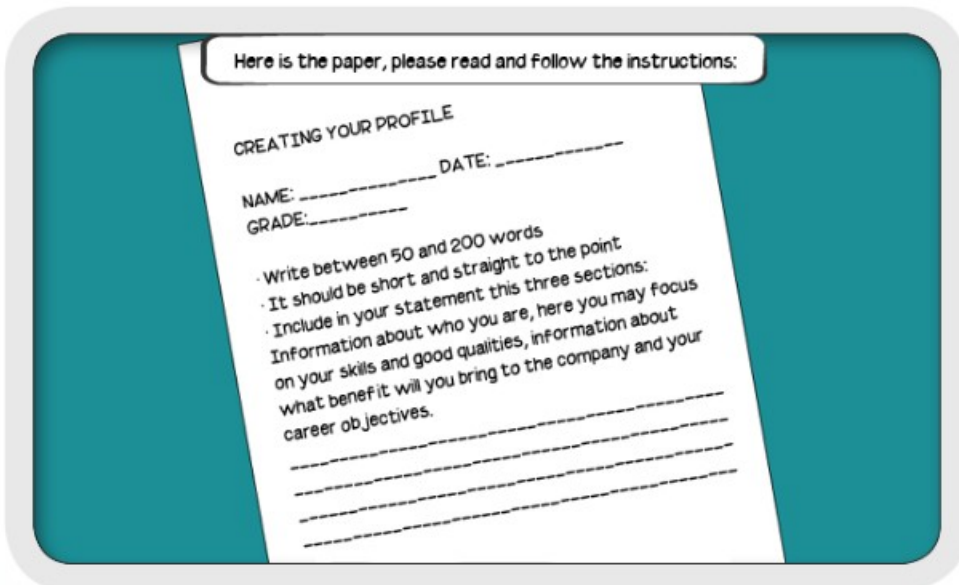 Here is the paper, please read and follow the instructions:
CREATING YOUR PROFILE
NAME: ______________ DATE: _____________
GRADE:__________
· Write between 50 and 200 words
· It should be short and straight to the point
· Include in your statement this three sections:
Information about who you are, here you may focus
on your skills and good qualities, information about
what benefit will you bring to the company and your
career objectives.